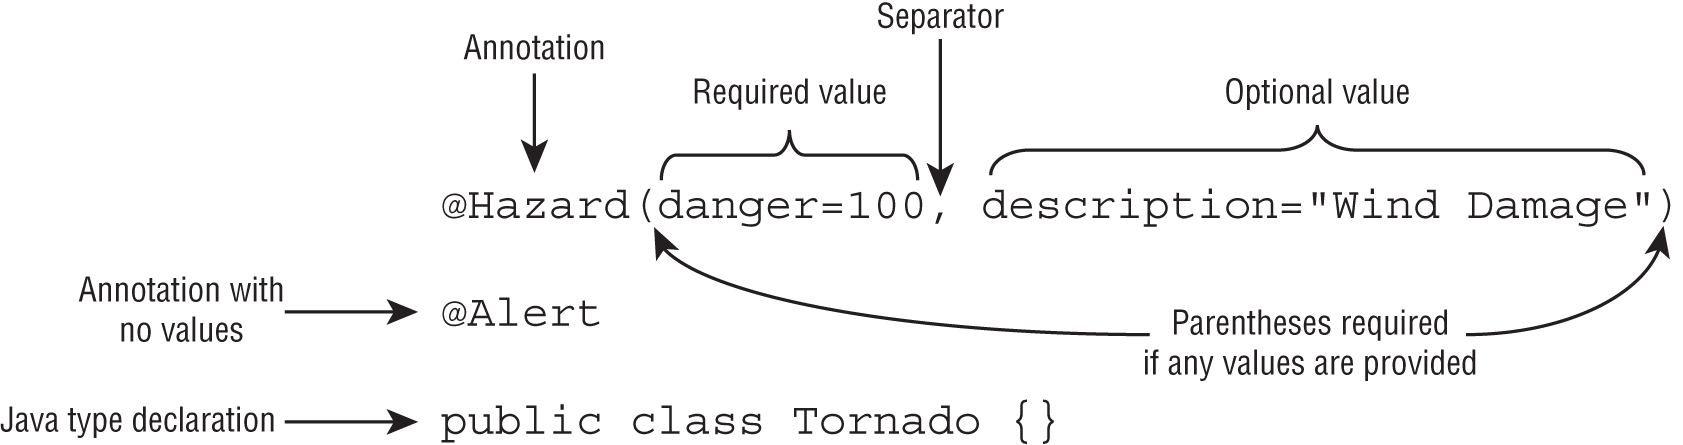 Separator
Annotation
Required value
Optional value
@Hazard(danger=100, description="Wind Damage")
Annotation with
no values
@Alert
Parentheses required
if any values are provided
Java type declaration
public class Tornado {}